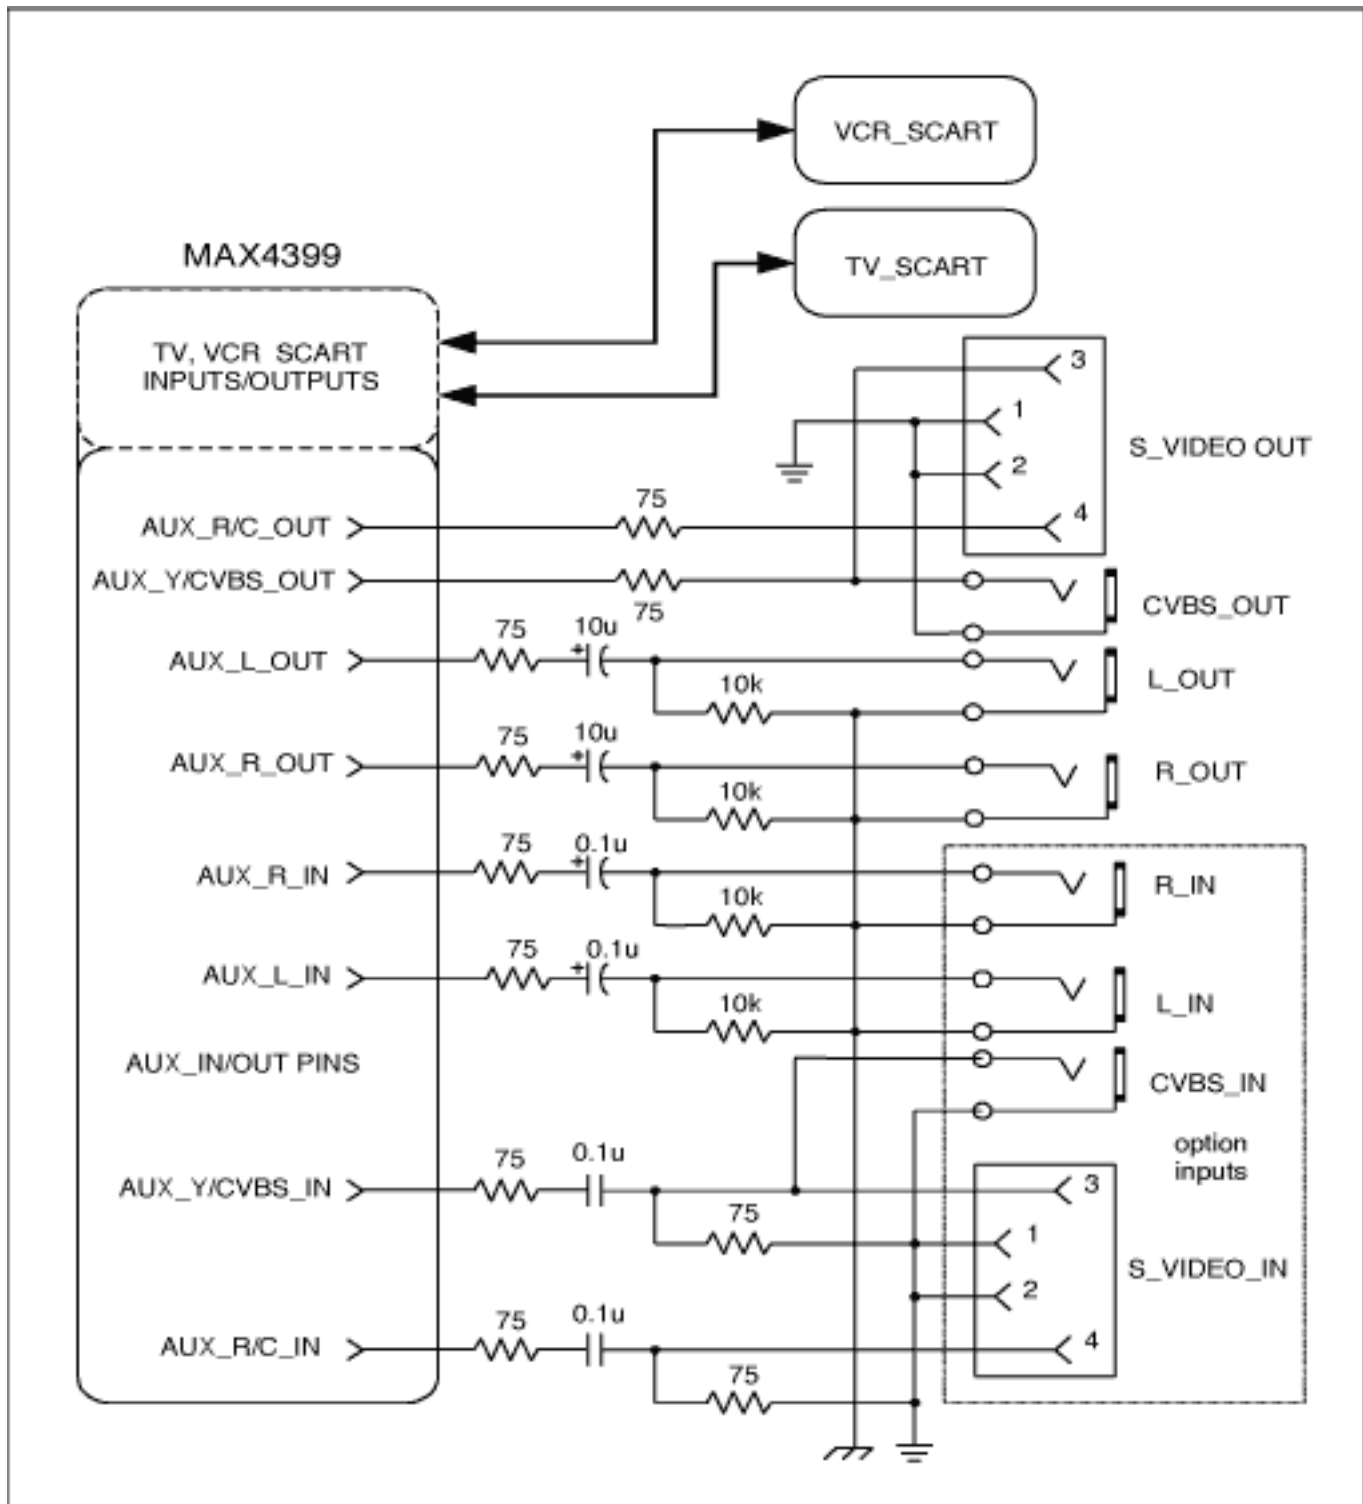 VCR_SCART
TV_SCART
MAX4399
TV, VCR SCART
INPUTS/OUTPUTS
3
1
2
4
S_VIDEO OUT
AUX_R/C_OUT
75
AUX_Y/CVBS_OUT
75
CVBS_OUT
AUX_L_OUT
75
10u
10k
L_OUT
AUX_R_OUT
75
10u
10k
R_OUT
AUX_R_IN
75
0.1u
10k
R_IN
AUX_L_IN
75
0.1u
10k
L_IN
AUX_IN/OUT PINS
CVBS_IN
option
inputs
AUX_Y/CVBS_IN
75
0.1u
75
3
1
2
4
S_VIDEO_IN
AUX_R/C_IN
75
0.1u
75